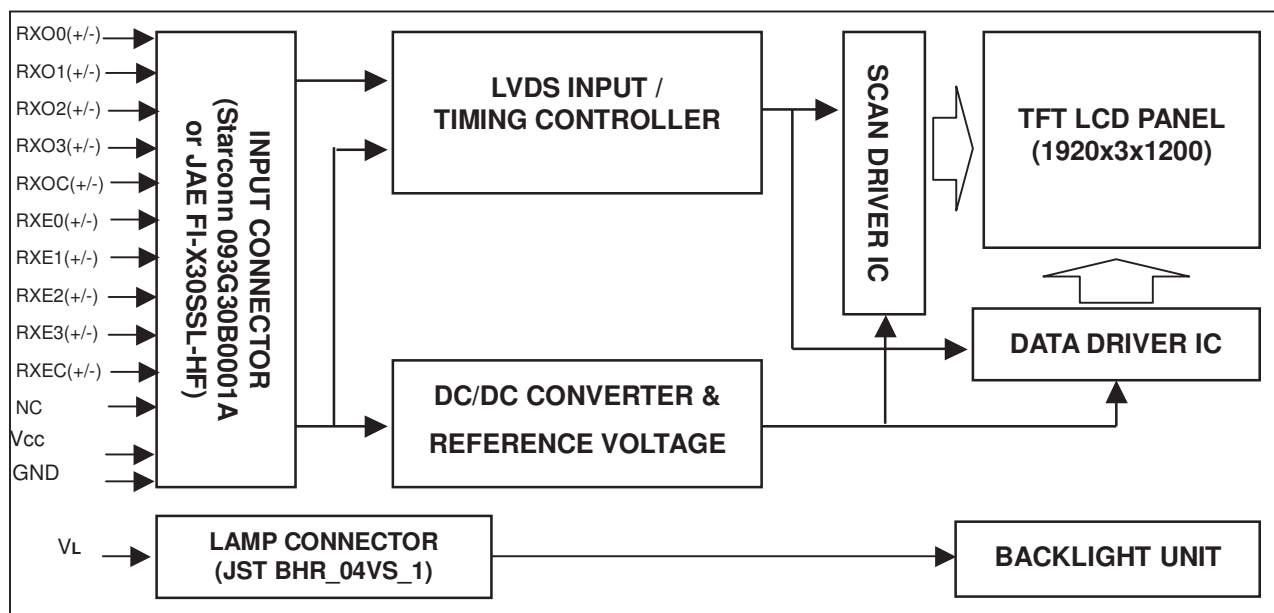 RXO0(+/-)
RXO1(+/-)
RXO2(+/-)
RXO3(+/-)
RXOC(+/-)
RXE0(+/-)
RXE1(+/-)
RXE2(+/-)
RXE3(+/-)
RXEC(+/-)
NC
Vcc
GND
INPUT CONNECTOR
(Starconn 093G30B0001A
or JAE FI-X30SSL-HF)
LVDS INPUT /
TIMING CONTROLLER
SCAN DRIVER IC
TFT LCD PANEL
(1920x3x1200)
DATA DRIVER IC
DC/DC CONVERTER &
REFERENCE VOLTAGE
VL
LAMP CONNECTOR
(JST BHR_04VS_1)
BACKLIGHT UNIT